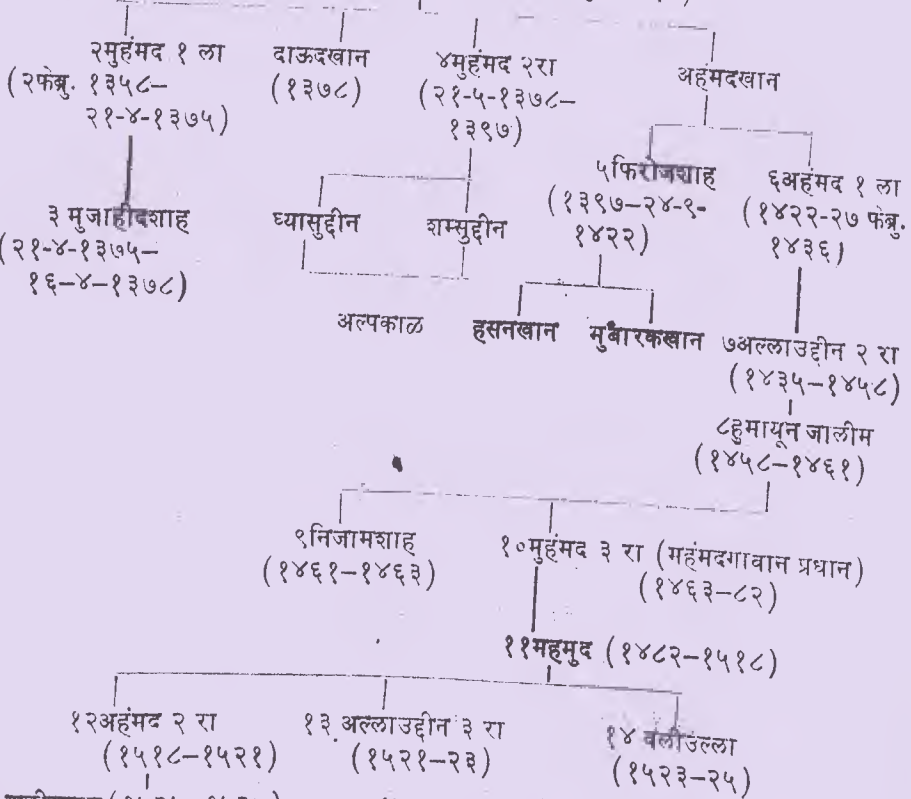 २मुहंमद १ ला
(२फेब्रु. १३५८–
२१-४-१३७५)
दाऊदखान
(१३७८)
४मुहंमद २रा
(२१-५-१३७८–
१३९७)
अहंमदखान
३ मुजाहीदशाह
(२१-४-१३७५–
१६–४–१३७८)
घ्यासुद्दीन
शम्सुद्दीन
५फिरोजशाह
(१३९७–२४-९-
१४२२)
६अहंमद १ ला
(१४२२-२७ फेब्रु.
१४३६)
अल्पकाळ
हसनखान
मुबारकखान
७अल्लाउद्दीन २ रा
(१४३५–१४५८)
८हुमायून जालीम
(१४५८–१४६१)
९निजामशाह
(१४६१–१४६३)
१०मुहंमद ३ रा (महंमदगावान प्रधान)
(१४६३–८२)
११महमुद (१४८२–१५१८)
१२अहंमद २ रा
(१५१८–१५२१)
१३ अल्लाउद्दीन ३ रा
(१५२१–२३)
१४ वलीउल्ला
(१५२३–२५)